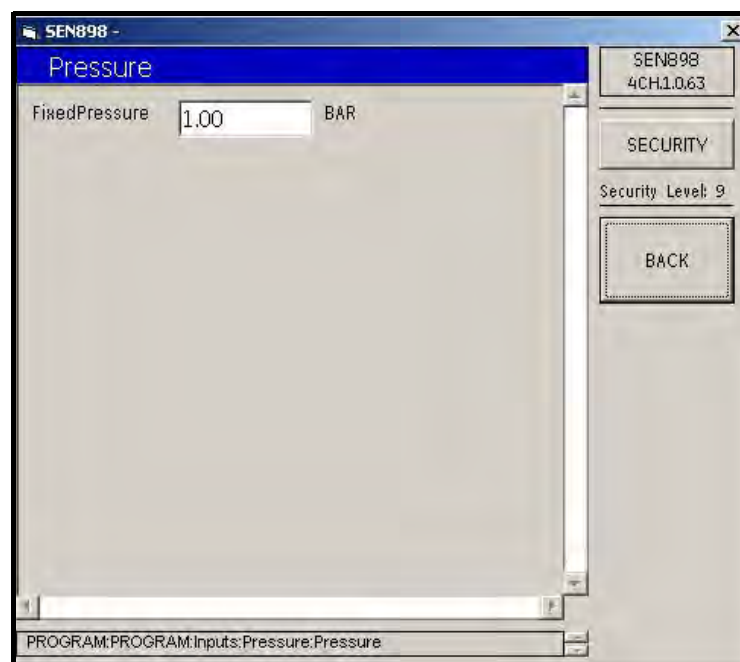 SEN898 -
Pressure
FixedPressure 1.00 BAR
SEN898
4CH.1.0.63
SECURITY
Security Level: 9
BACK
PROGRAM:PROGRAM:Inputs:Pressure:Pressure